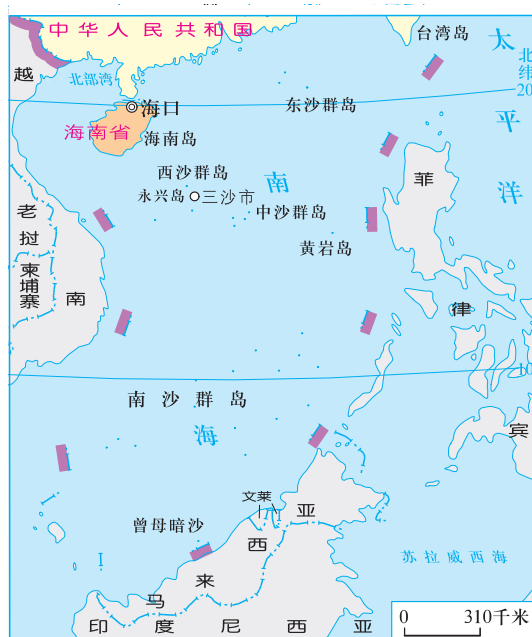 中华人民共和国
台湾岛
太平洋
越南
北部湾
北纬20
海口
东沙群岛
海南省
海南岛
西沙群岛
南海
菲律宾
永兴岛
三沙市
中沙群岛
老挝
黄岩岛
柬埔寨
10
南沙群岛
文莱
曾母暗沙
马来西亚
苏拉威西海
印度尼西亚
0 310千米